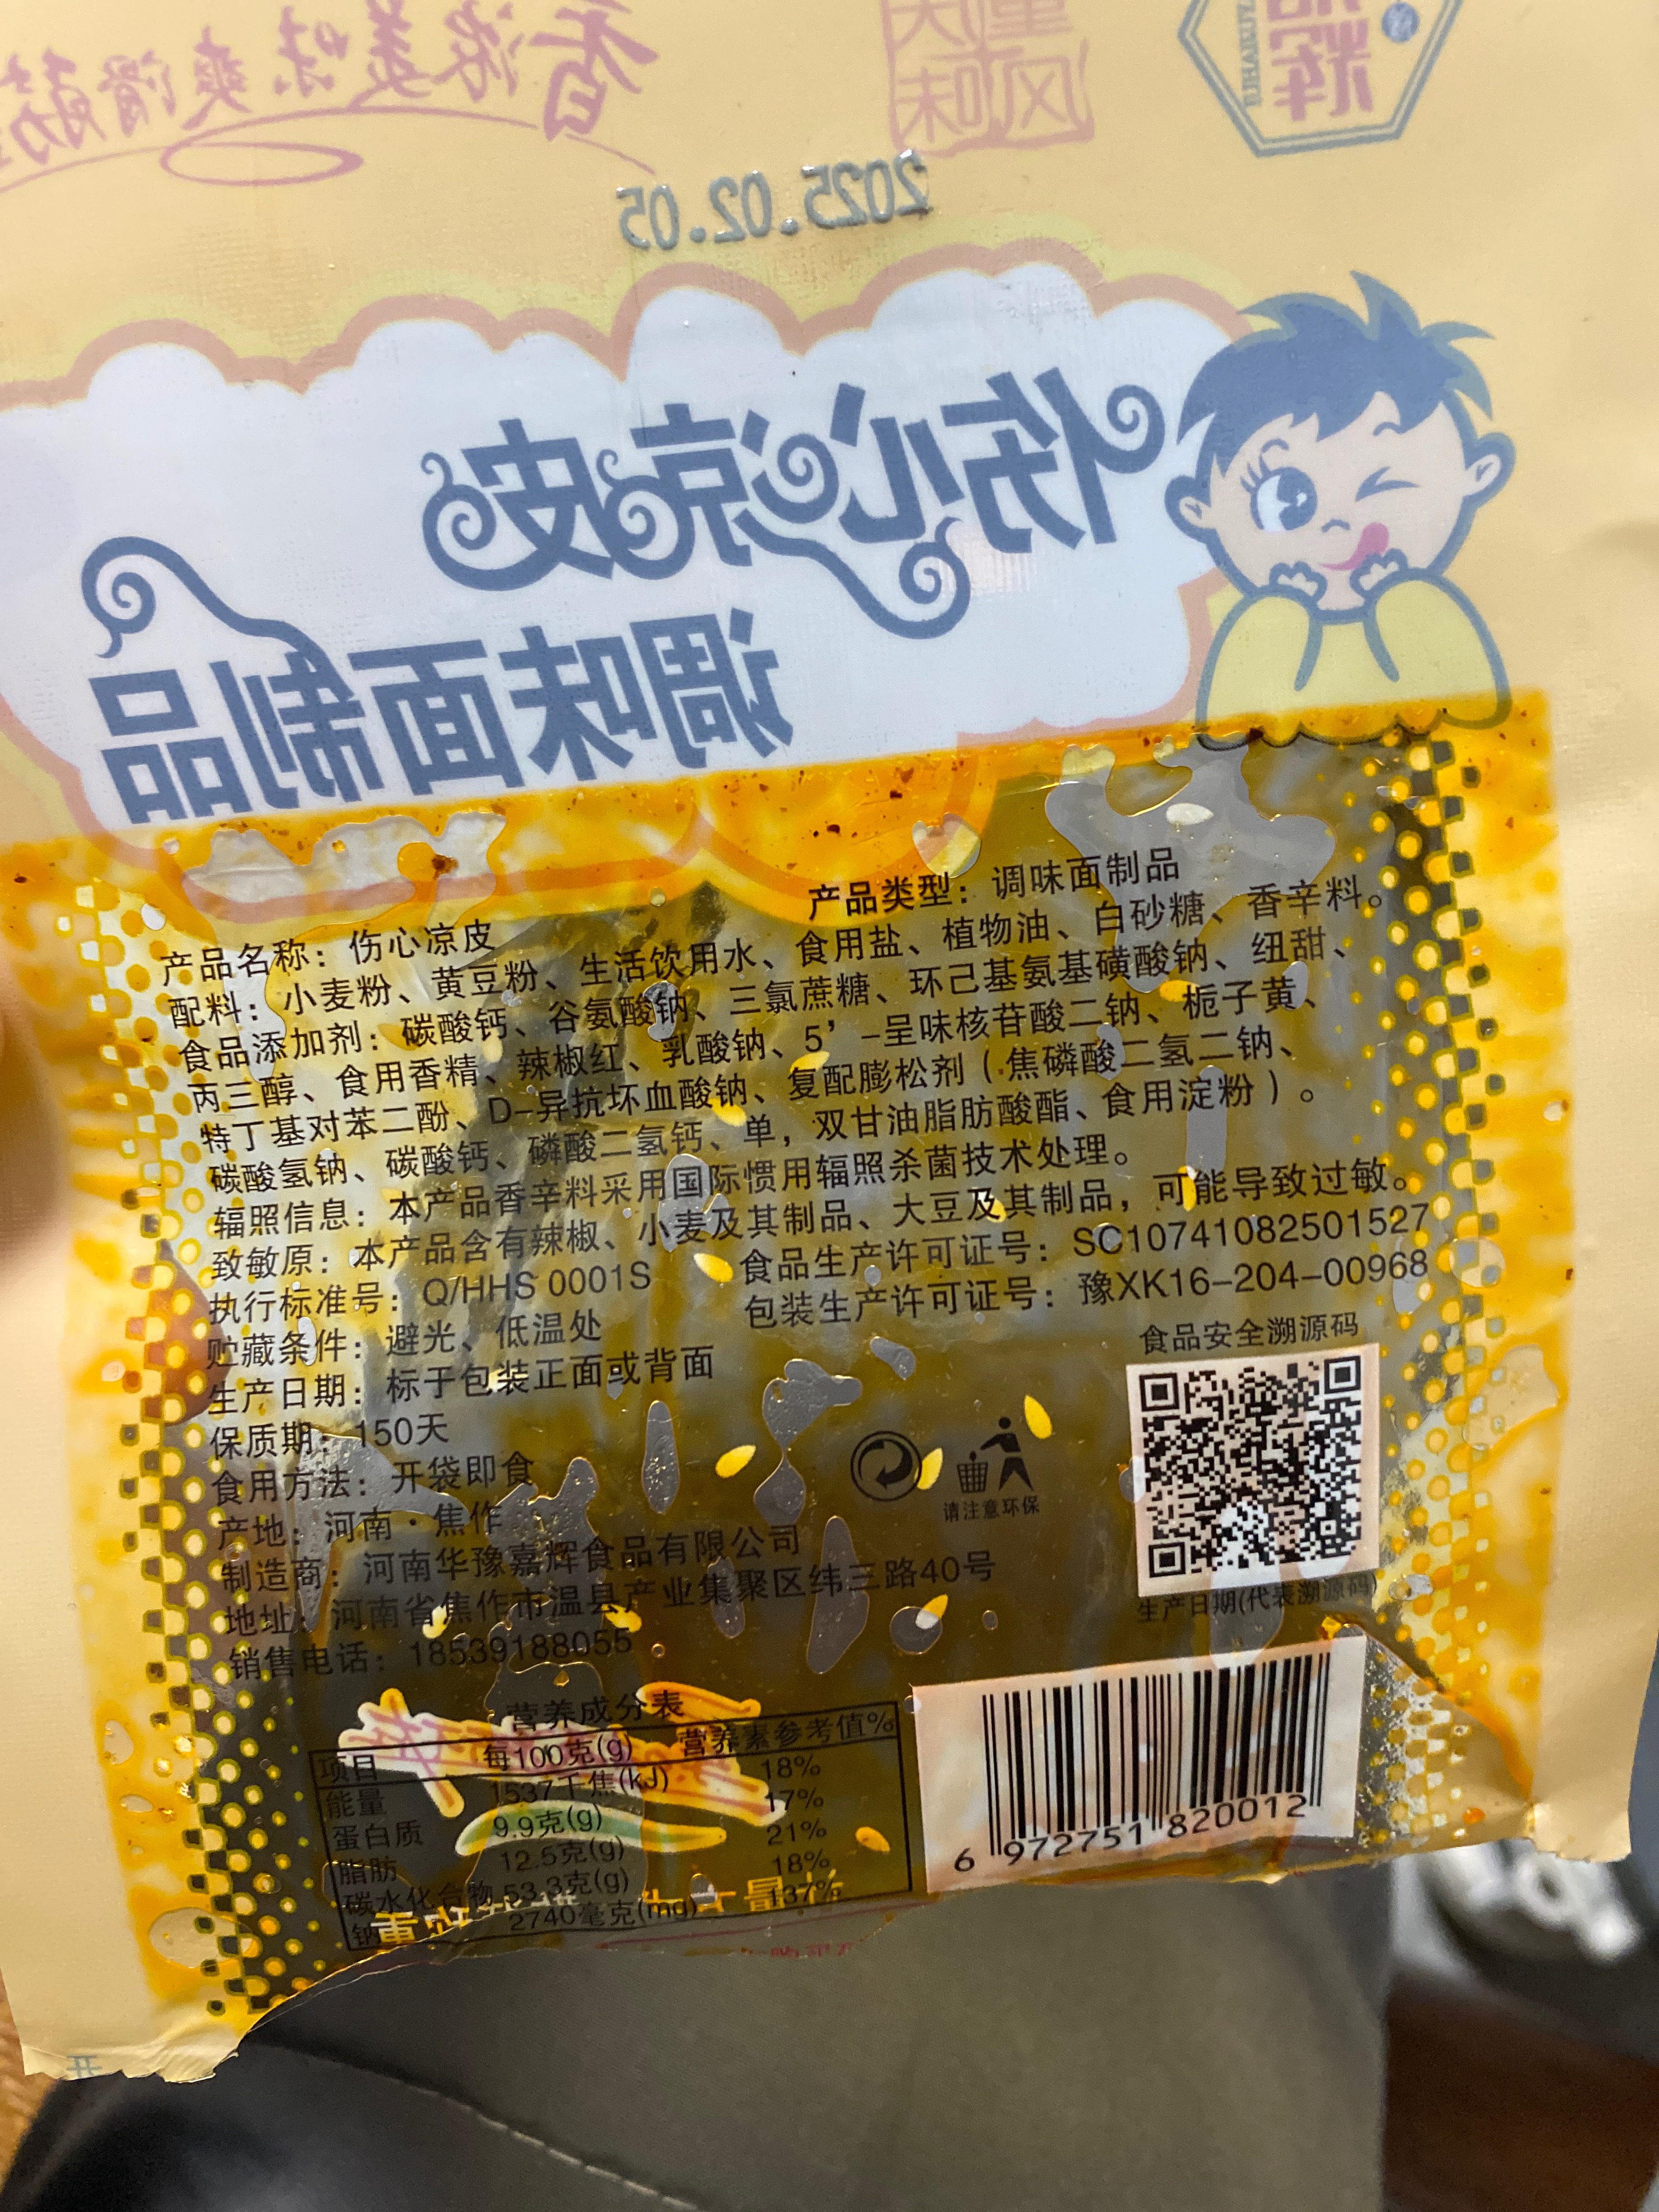 香浓美味爽滑筋
风味
辉
2025.02.05
伤心凉皮
调味面制品
产品名称：伤心凉皮 产品类型：调味面制品
配料：小麦粉、黄豆粉、生活饮用水、食用盐、植物油、白砂糖、香辛料。
食品添加剂：碳酸钙、谷氨酸钠、三氯蔗糖、环己基氨基磺酸钠、纽甜、
丙三醇、食用香精、辣椒红、乳酸钠、5’-呈味核苷酸二钠、栀子黄、
特丁基对苯二酚、D-异抗坏血酸钠、复配膨松剂（焦磷酸二氢二钠、
碳酸氢钠、碳酸钙、磷酸二氢钙、单，双甘油脂肪酸酯、食用淀粉）。
辐照信息：本产品香辛料采用国际惯用辐照杀菌技术处理。
致敏原：本产品含有辣椒、小麦及其制品、大豆及其制品，可能导致过敏。
执行标准号：Q/HHS 0001S 食品生产许可证号：SC10741082501527
贮藏条件：避光、低温处 包装生产许可证号：豫XK16-204-00968
生产日期：标于包装正面或背面
保质期：150天
食用方法：开袋即食
产地：河南·焦作
制造商：河南华豫嘉辉食品有限公司
地址：河南省焦作市温县产业集聚区纬三路40号
销售电话：18539188055
食品安全溯源码
请注意环保
生产日期(代表溯源码)
营养成分表
项目 每100克(g) 营养素参考值%
能量 1537千焦(kJ) 18%
蛋白质 9.9克(g) 17%
脂肪 12.5克(g) 21%
碳水化合物 53.3克(g) 18%
钠 2740毫克(mg) 137%
6 972751 820012
开